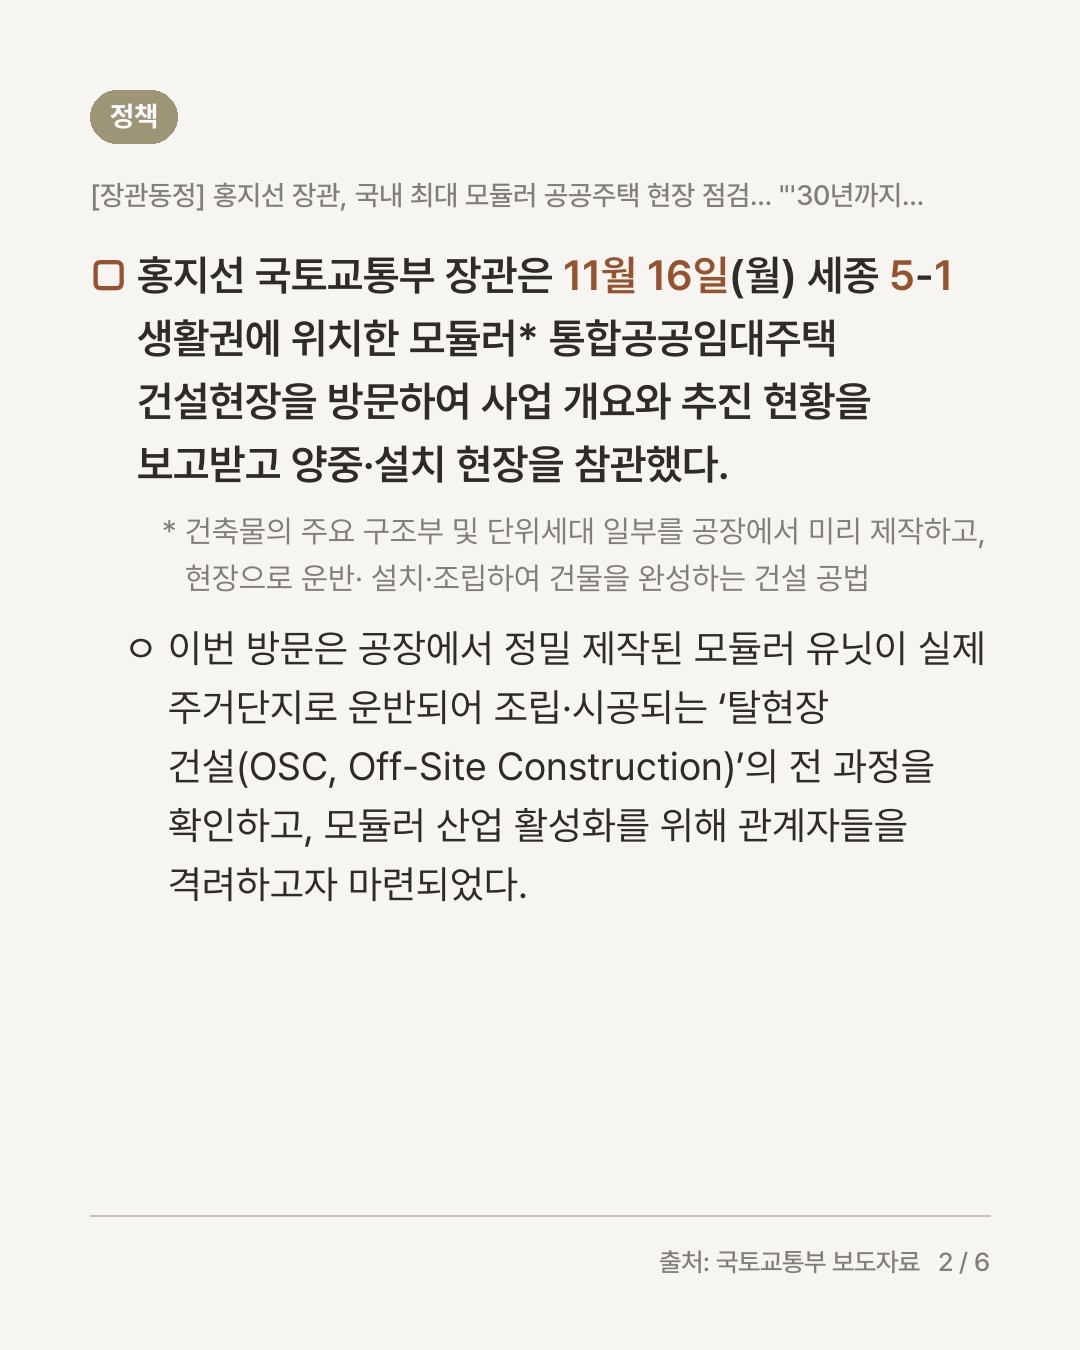 정책
[장관동정] 홍지선 장관, 국내 최대 모듈러 공공주택 현장 점검... "'30년까지...
□ 홍지선 국토교통부 장관은 11월 16일(월) 세종 5-1
생활권에 위치한 모듈러* 통합공공임대주택
건설현장을 방문하여 사업 개요와 추진 현황을
보고받고 양중·설치 현장을 참관했다.
* 건축물의 주요 구조부 및 단위세대 일부를 공장에서 미리 제작하고,
현장으로 운반· 설치·조립하여 건물을 완성하는 건설 공법
ㅇ 이번 방문은 공장에서 정밀 제작된 모듈러 유닛이 실제
주거단지로 운반되어 조립·시공되는 ‘탈현장
건설(OSC, Off-Site Construction)’의 전 과정을
확인하고, 모듈러 산업 활성화를 위해 관계자들을
격려하고자 마련되었다.
출처: 국토교통부 보도자료 2 / 6